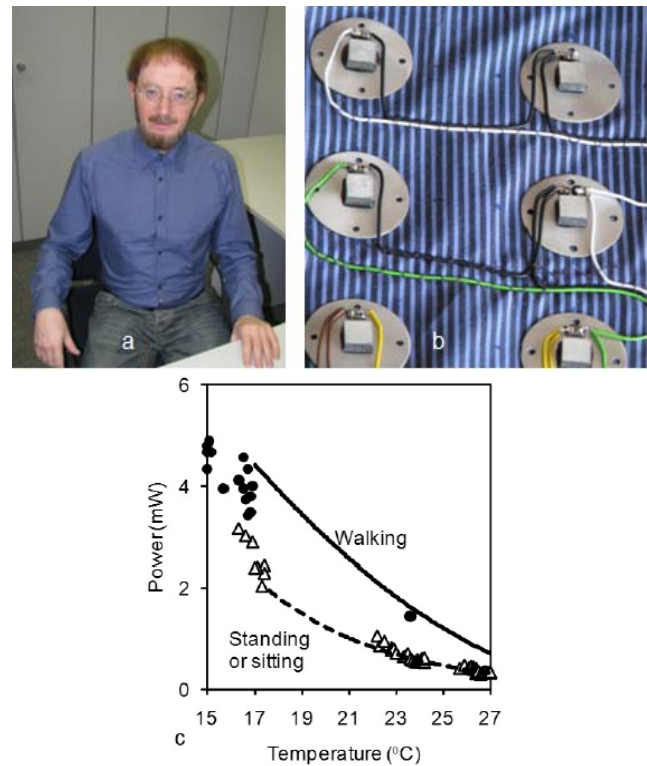 a
b
6
4
2
0
Power (mW)
Walking
Standing
or sitting
15 17 19 21 23 25 27
c
Temperature (⁰C)